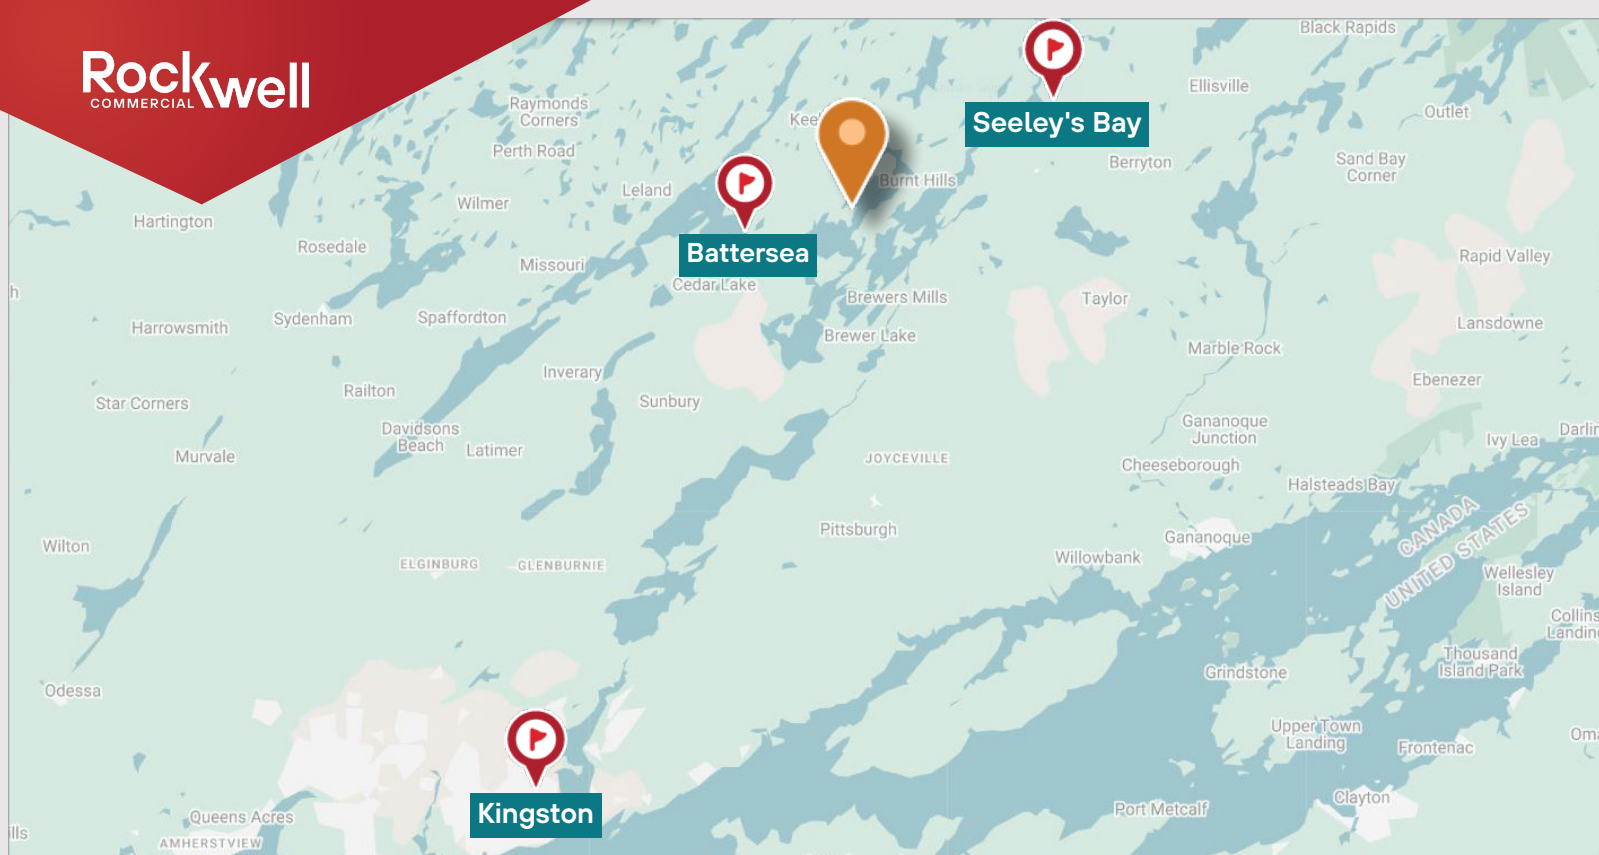 Rockwell
COMMERCIAL
Black Rapids
Ellisville
Seeley's Bay
Raymonds
Corners
Outlet
Perth Road
Berryton
Sand Bay
Corner
Burnt Hills
Leland
Wilmer
Hartington
Rosedale
Battersea
Missouri
Rapid Valley
Cedar Lake
Brewers Mills
Taylor
Sydenham
Spaffordton
Harrowsmith
Lansdowne
Brewer Lake
Marble Rock
Inverary
Ebenezer
Railton
Star Corners
Sunbury
Gananoque
Junction
Davidsons
Beach
Latimer
Ivy Lea
Murvale
JOYCEVILLE
Cheeseborough
Halsteads Bay
CANADA
UNITED STATES
Pittsburgh
Gananoque
Wilton
Willowbank
ELGINBURG
GLENBURNIE
Wellesley
Island
Thousand
Island Park
Grindstone
Odessa
Upper Town
Landing
Frontenac
Kingston
Clayton
Port Metcalf
Queens Acres
AMHERSTVIEW